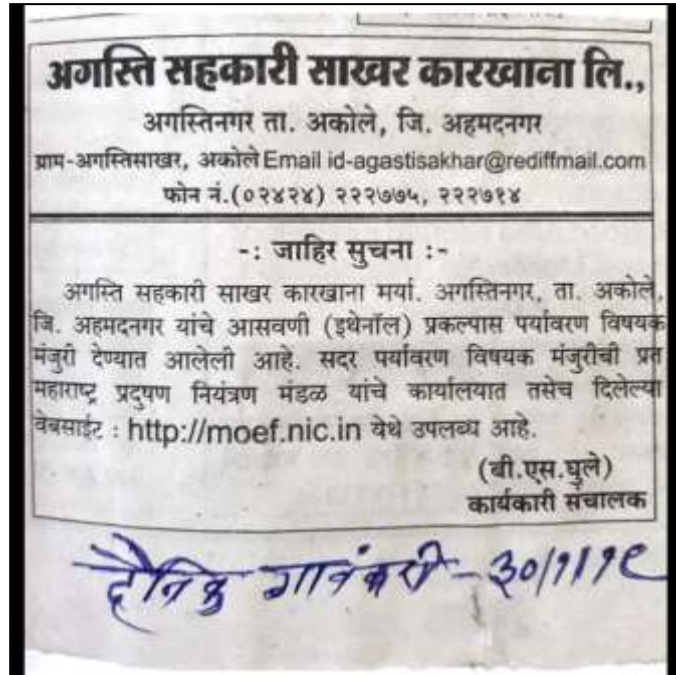 अगस्ति सहकारी साखर कारखाना लि.,
अगस्तिनगर ता. अकोले, जि. अहमदनगर
ग्राम-अगस्तिसाखर, अकोले Email id-agastisakhar@rediffmail.com
फोन नं.(०२४२४) २२२७७५, २२२७१४
-: जाहिर सुचना :-
अगस्ति सहकारी साखर कारखाना मर्या. अगस्तिनगर, ता. अकोले,
जि. अहमदनगर यांचे आसवणी (इथेनॉल) प्रकल्पास पर्यावरण विषयक
मंजुरी देण्यात आलेली आहे. सदर पर्यावरण विषयक मंजुरीची प्रत
महाराष्ट्र प्रदुषण नियंत्रण मंडळ यांचे कार्यालयात तसेच दिलेल्या
वेबसाईट : http://moef.nic.in येथे उपलब्ध आहे.
(बी.एस.घुले)
कार्यकारी संचालक
दैनिक गावकरी - ३०/१/१९